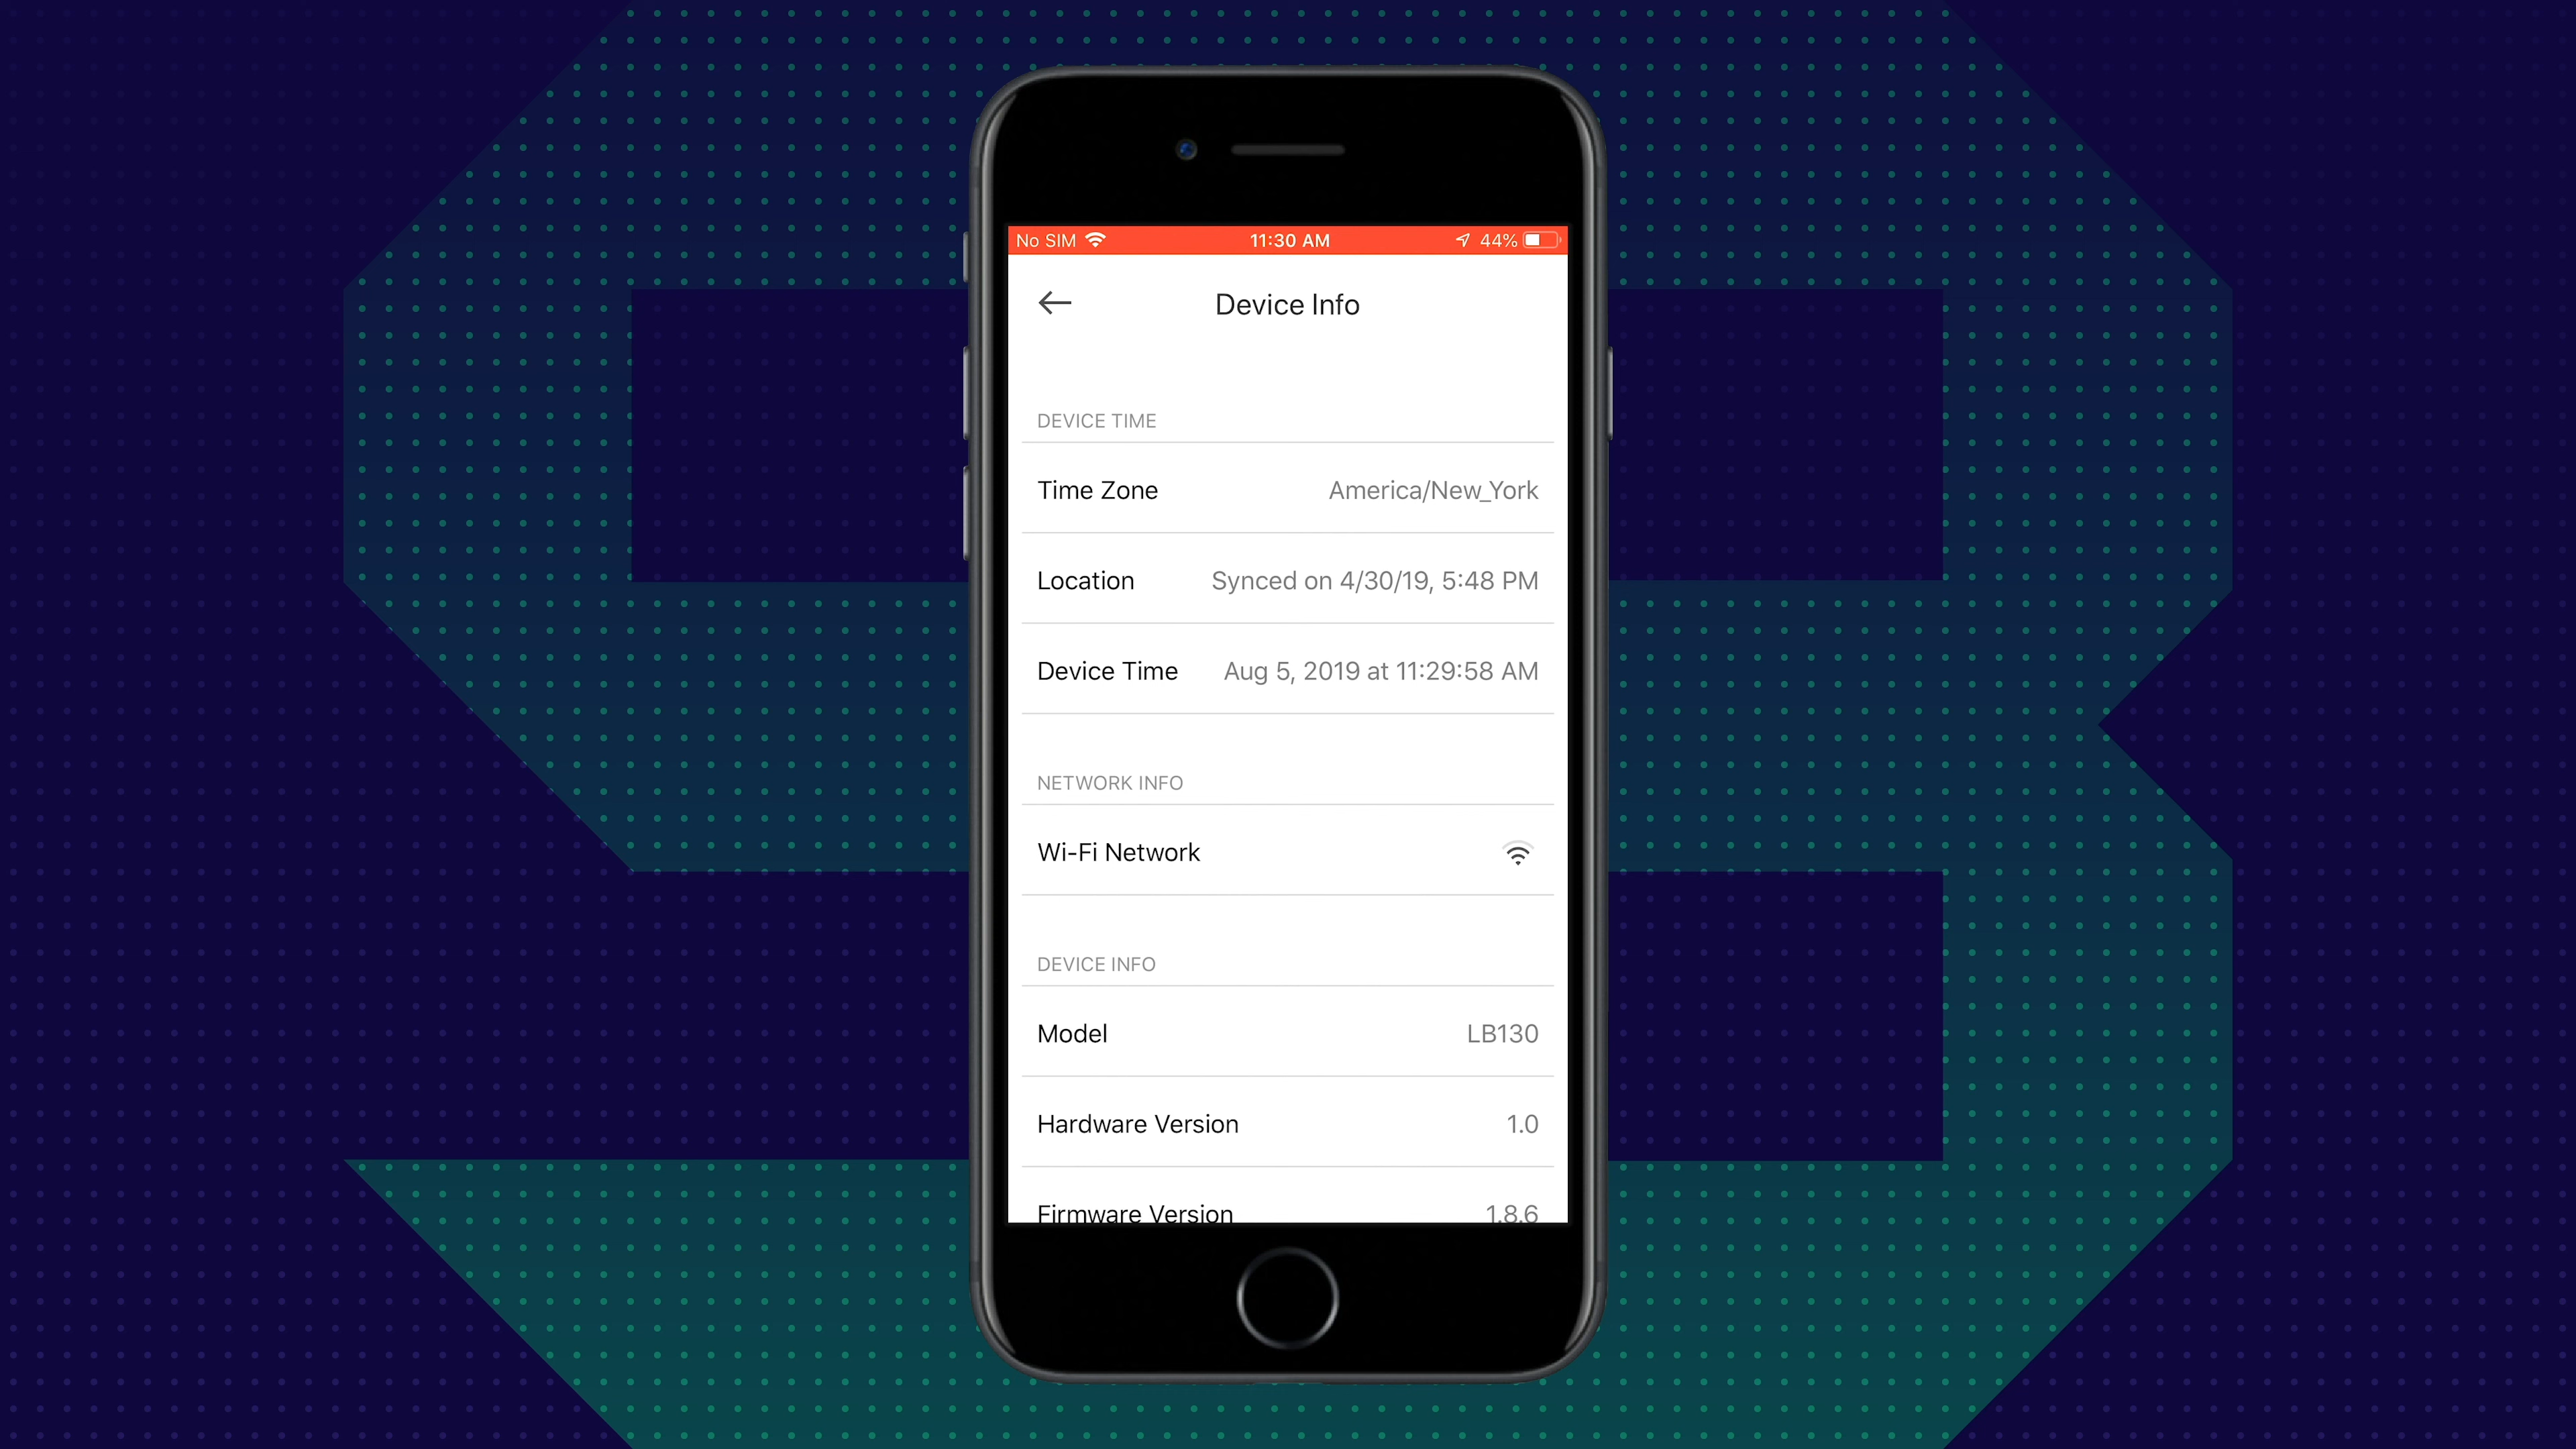 No SIM 11:30 AM 44%
Device Info
DEVICE TIME
Time Zone America/New_York
Location Synced on 4/30/19, 5:48 PM
Device Time Aug 5, 2019 at 11:29:58 AM
NETWORK INFO
Wi-Fi Network
DEVICE INFO
Model LB130
Hardware Version 1.0
Firmware Version 1.8.6